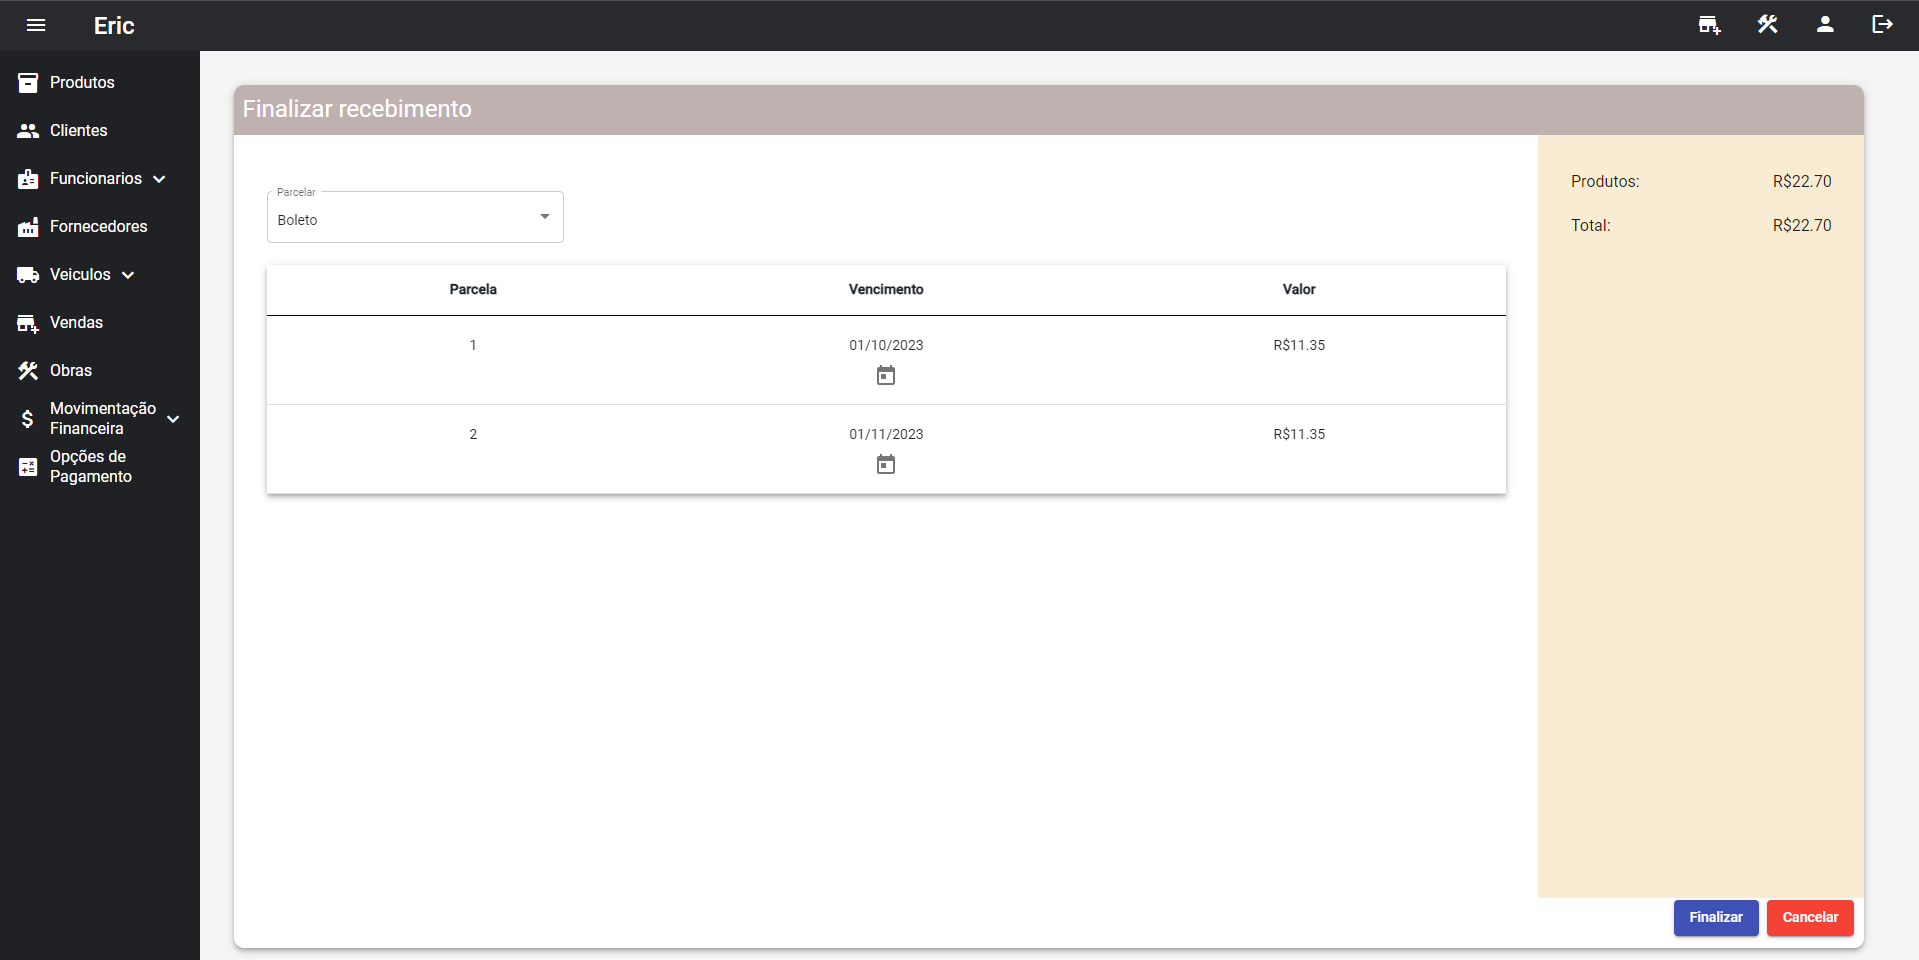 Eric
Produtos
Clientes
Funcionarios
Fornecedores
Veiculos
Vendas
Obras
Movimentação
Financeira
Opções de
Pagamento
Finalizar recebimento
Parcelar
Boleto
Parcela Vencimento Valor
1 01/10/2023 R$11.35
2 01/11/2023 R$11.35
Produtos: R$22.70
Total: R$22.70
Finalizar Cancelar